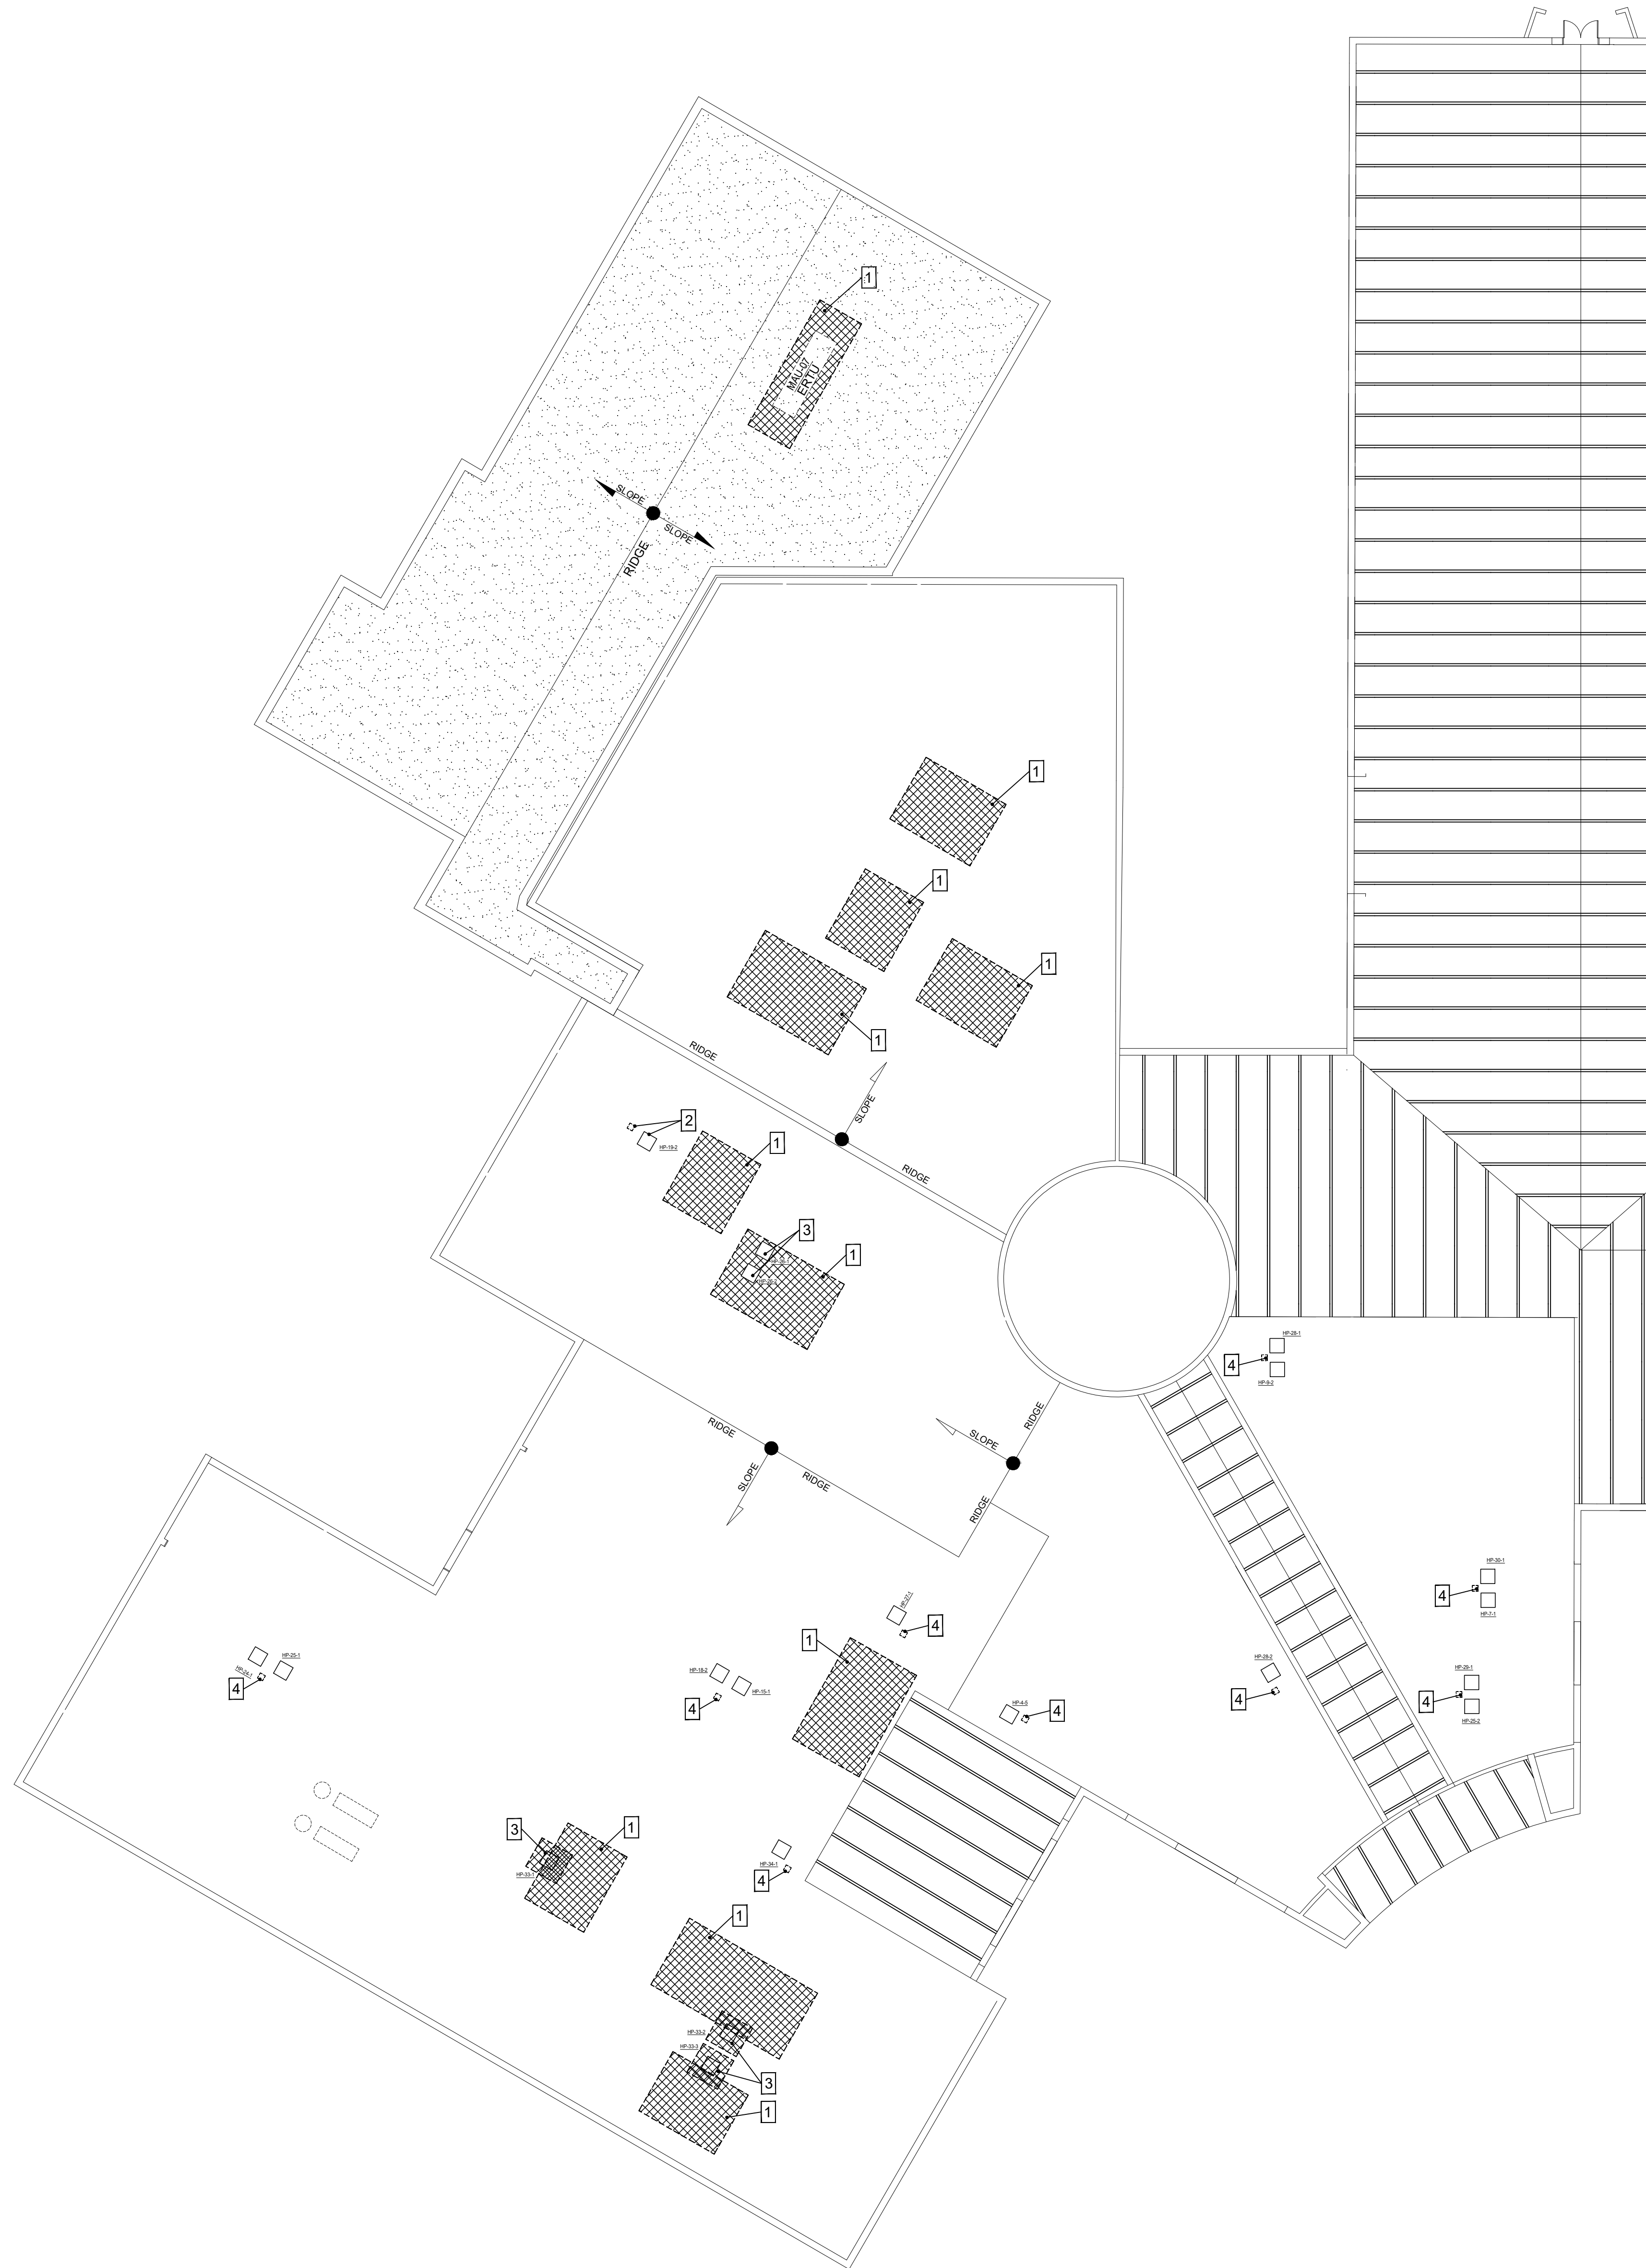 1
MAU-07
ERTU
SLOPE
SLOPE
RIDGE
1
1
1
1
RIDGE
SLOPE
RIDGE
2
HP-19-2
1
3
1
HP-28-1
4
HP-9-2
RIDGE
SLOPE
RIDGE
RIDGE
SLOPE
RIDGE
HP-30-1
4
HP-7-1
HP-27-1
4
1
HP-24-1
HP-25-1
4
HP-18-2
HP-15-1
4
HP-4-5
4
HP-28-2
4
HP-29-1
4
HP-25-2
3
1
HP-33-1
HP-34-1
4
1
HP-33-2
HP-33-3
3
1